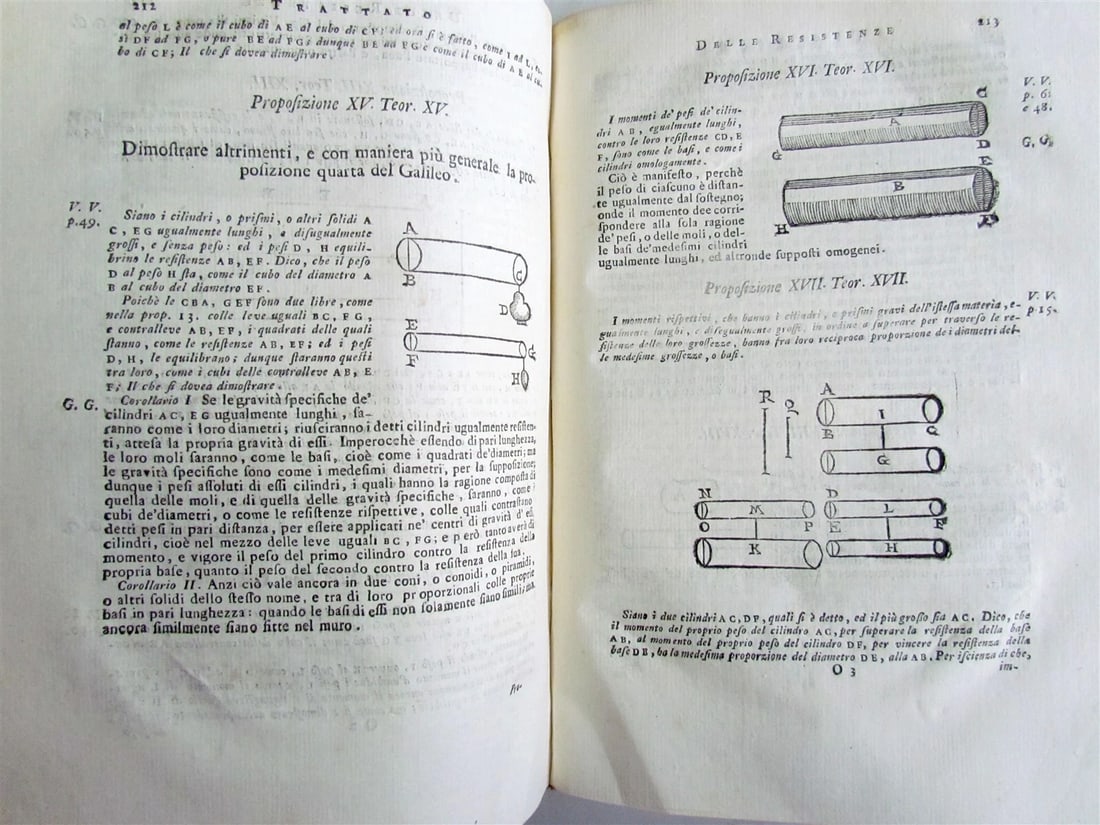 212
TRATTATO
al peso L è come il cubo di AE al cubo di CF: ed ora si è fatto, come I ad L, co-
sì DF ad FG, o pure BE ad FG; dunque BE ad FG è come il cubo di AE al cu-
bo di CF; Il che si dovea dimostrare.
Proposizione XV. Teor. XV.
Dimostrare altrimenti, e con maniera più generale la pro-
posizione quarta del Galileo.
V. V.
p.49.
Siano i cilindri, o prismi, o altri solidi A
C, EG ugualmente lunghi, e disugualmente
grossi, e senza peso: ed i pesi D, H equili-
brino le resistenze AB, EF. Dico, che il peso
D al peso H sta, come il cubo del diametro A
B al cubo del diametro EF.
Poichè le CBA, GEF sono due libre, come
nella prop. 13. colle leve uguali BC, FG,
e contralleve AB, EF, i quadrati delle quali
stanno, come le resistenze AB, EF; ed i pesi
D, H, le equilibrano; dunque staranno questi
tra loro, come i cubi delle contralleve AB, E
F; Il che si dovea dimostrare.
A
B
C
D
E
F
G
H
G. G.
Corollario I Se le gravità specifiche de'
cilindri AC, EG ugualmente lunghi, sa-
ranno come i loro diametri; riusciranno i detti cilindri ugualmente resisten-
ti, attesa la propria gravità di essi. Imperocchè essendo di pari lunghezza,
le loro moli saranno, come le basi, cioè come i quadrati de'diametri; ma
le gravità specifiche sono come i medesimi diametri, per la supposizione;
dunque i pesi assoluti di essi cilindri, i quali hanno la ragione composta di
quella delle moli, e di quella delle gravità specifiche, saranno, come i
cubi de'diametri, o come le resistenze rispettive, colle quali contrastano
detti pesi in pari distanza, per essere applicati ne' centri di gravità d' essi
cilindri, cioè nel mezzo delle leve uguali BC, FG; e però tanto averà di
momento, e vigore il peso del primo cilindro contro la resistenza della
propria base, quanto il peso del secondo contro la resistenza della sua.
Corollario II. Anzi ciò vale ancora in due coni, o conoidi, o piramidi,
o altri solidi dello stesso nome, e tra di loro proporzionali colle proprie
basi in pari lunghezza: quando le basi di essi non solamente siano simili, ma
ancora similmente siano fitte nel muro.
213
DELLE RESISTENZE
Proposizione XVI. Teor. XVI.
V. V.
p. 61
e 48.
G. G.
I momenti de' pesi de' cilin-
dri AB, egualmente lunghi,
contro le loro resistenze CD, E
F, sono come le basi, e come i
cilindri omologamente.
Ciò è manifesto, perchè
il peso di ciascuno è distan-
te ugualmente dal sostegno;
onde il momento dee corri-
spondere alla sola ragione
de' pesi, o delle moli, o del-
le basi de'medesimi cilindri
ugualmente lunghi, ed altronde supposti omogenei.
C
A
G
D
E
B
H
F
Proposizione XVII. Teor. XVII.
V. V.
p 15.
I momenti rispettivi, che hanno i cilindri, o prismi gravi dell'istessa materia, e-
gualmente lunghi, e disegualmente grossi, in ordine a superare per traverso le re-
sistenze delle loro grossezze, hanno fra loro reciproca proporzione de i diametri del-
le medesime grossezze, o basi.
R
Q
A
I
B
C
G
N
M
O
P
K
D
L
E
F
H
Siano i due cilindri AC, DF, quali si è detto, ed il più grosso sia AC. Dico, che
il momento del proprio peso del cilindro AC, per superare la resistenza della base
AB, al momento del proprio peso del cilindro DF, per vincere la resistenza della
base DE, ha la medesima proporzione del diametro DE, alla AB. Per iscienza di che,
O 3
im-